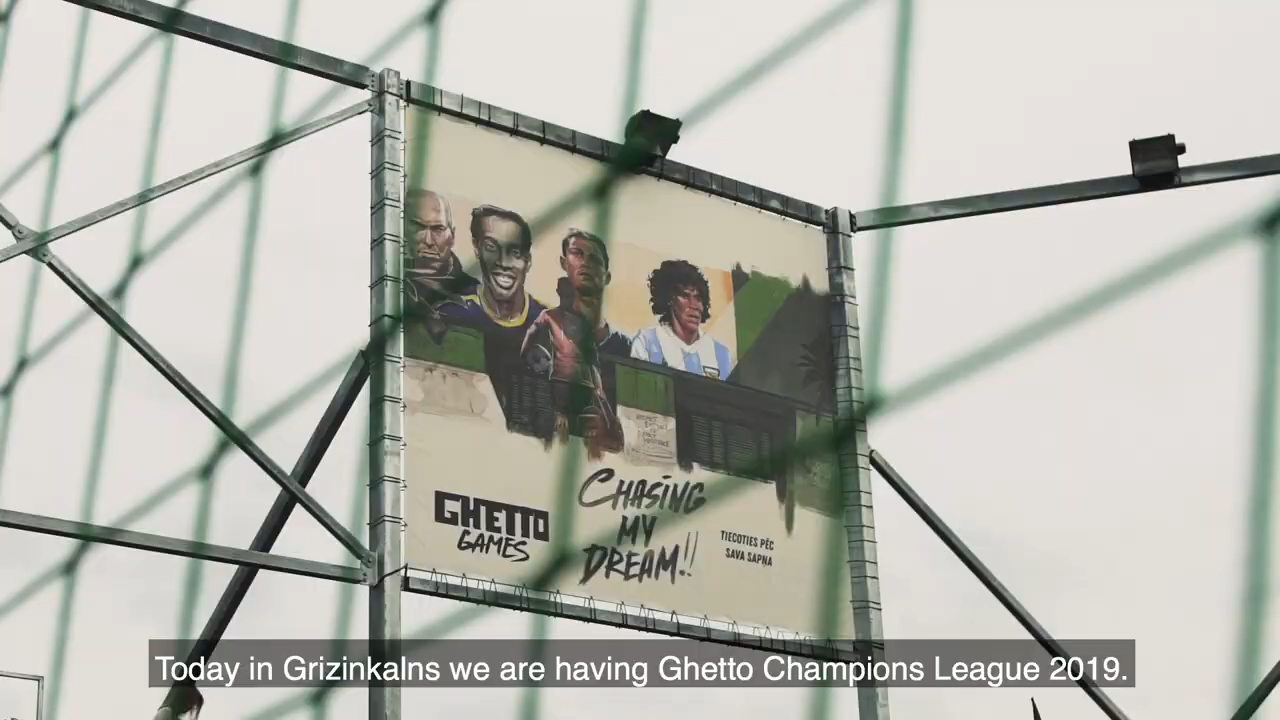 GHETTO
GAMES
CHASING
MY
DREAM!!
TIECOTIES PĒC
SAVA SAPŅA
Today in Grizinkalns we are having Ghetto Champions League 2019.